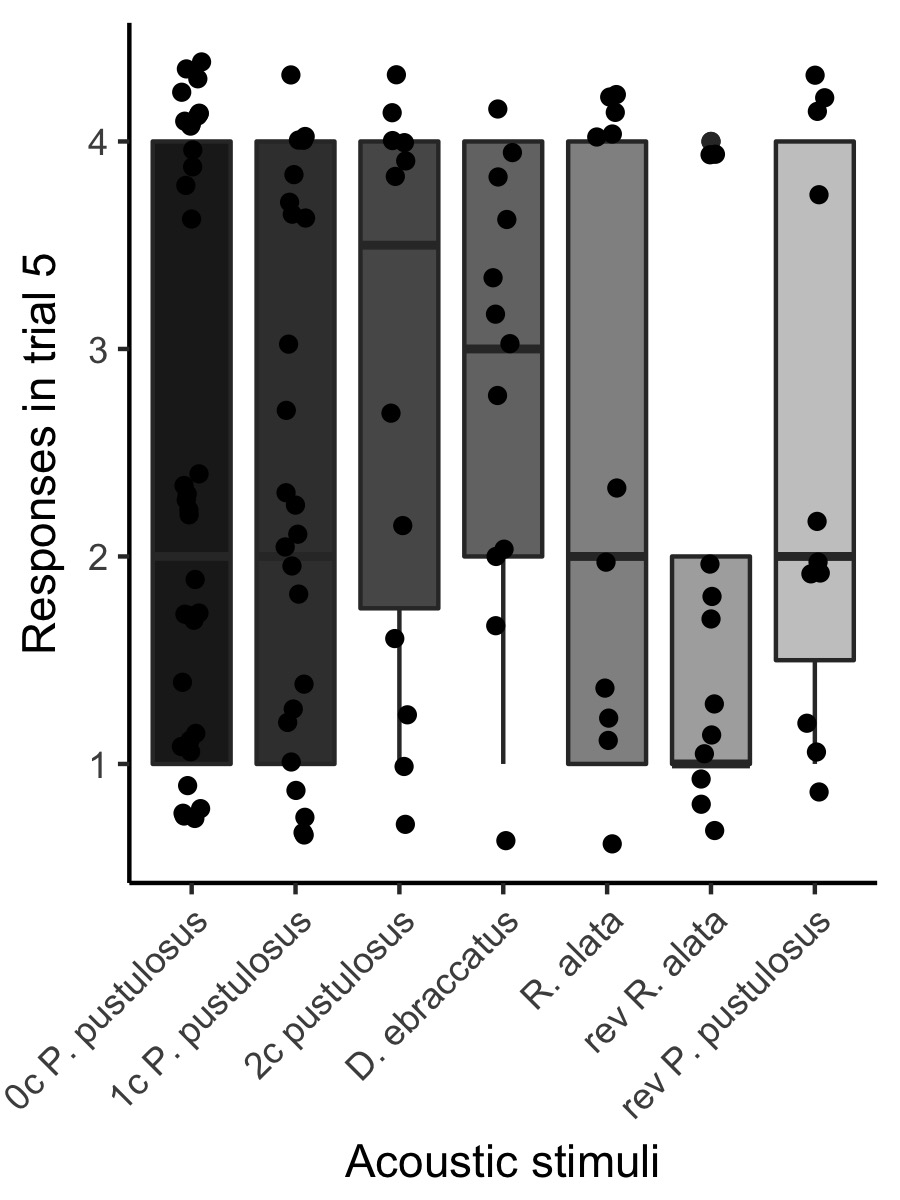 Responses in trial 5
4
3
2
1
0c P. pustulosus
1c P. pustulosus
2c pustulosus
D. ebraccatus
R. alata
rev R. alata
rev P. pustulosus
Acoustic stimuli